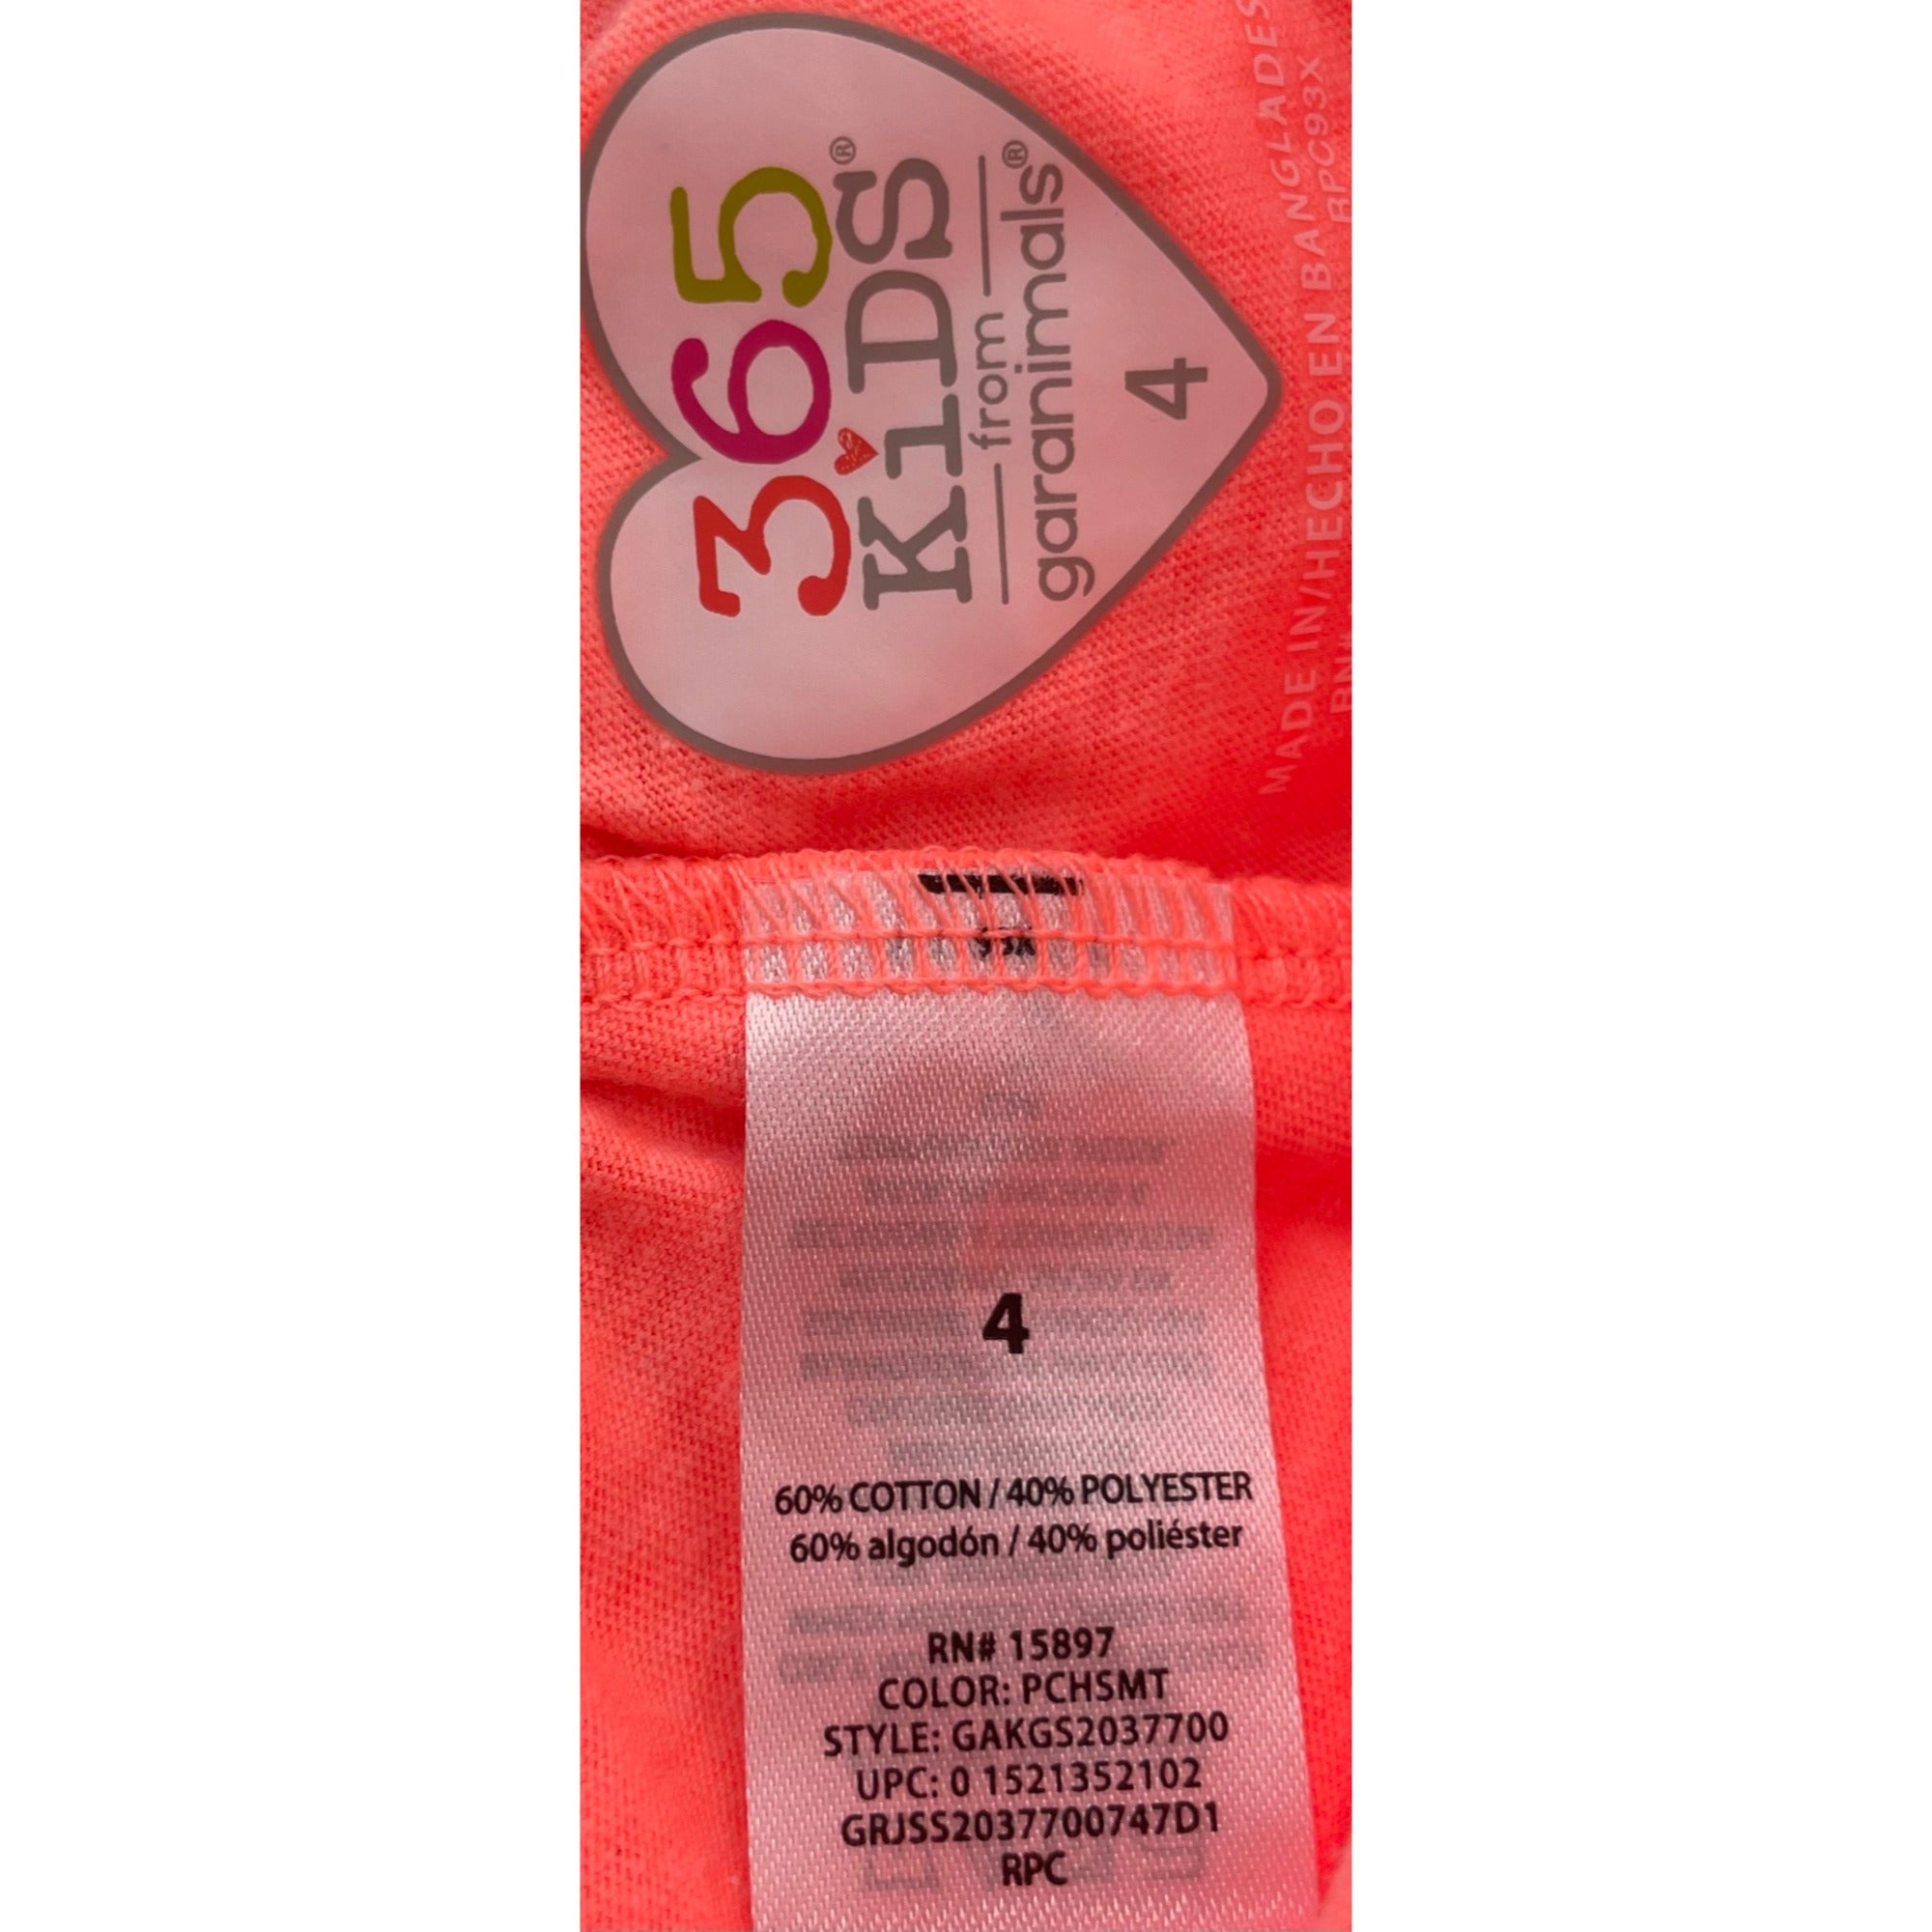 365
KiDS®
from
garanimals®
4
MADE IN/HECHO EN BANGLADES
RPC93X
4
60% COTTON / 40% POLYESTER
60% algodón / 40% poliéster
RN# 15897
COLOR: PCHSMT
STYLE: GAKGS2037700
UPC: 0 1521352102
GRJSS2037700747D1
RPC